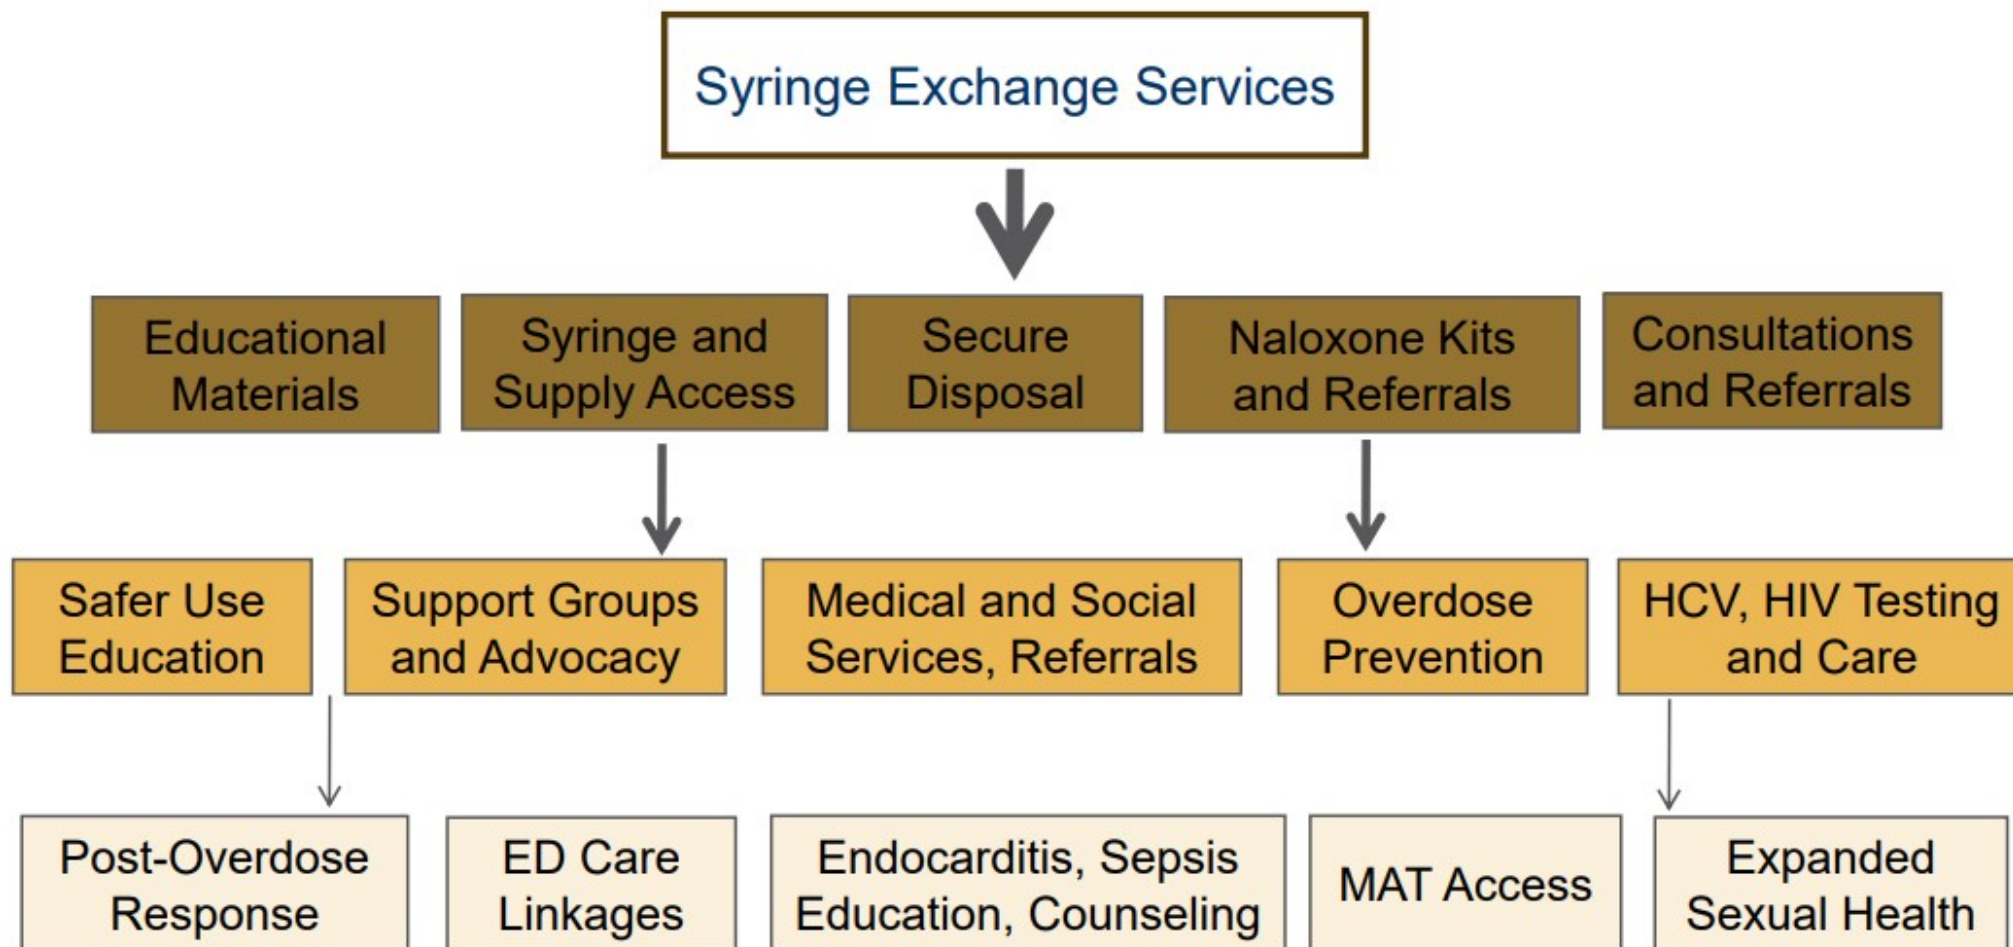 Syringe Exchange Services
Educational
Materials
Syringe and
Supply Access
Secure
Disposal
Naloxone Kits
and Referrals
Consultations
and Referrals
Safer Use
Education
Support Groups
and Advocacy
Medical and Social
Services, Referrals
Overdose
Prevention
HCV, HIV Testing
and Care
Post-Overdose
Response
ED Care
Linkages
Endocarditis, Sepsis
Education, Counseling
MAT Access
Expanded
Sexual Health